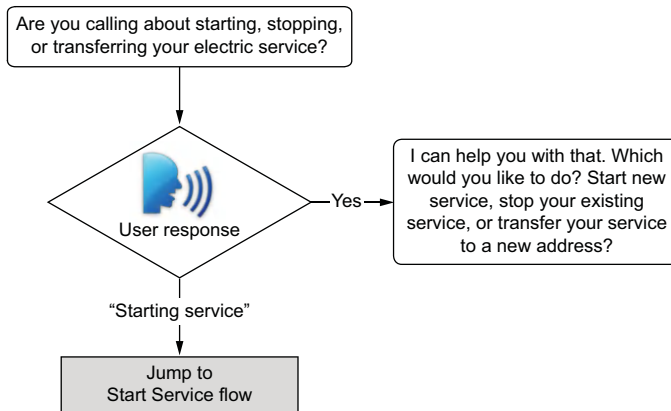 Are you calling about starting, stopping,
or transferring your electric service?
User response
Yes
I can help you with that. Which
would you like to do? Start new
service, stop your existing
service, or transfer your service
to a new address?
“Starting service”
Jump to
Start Service flow